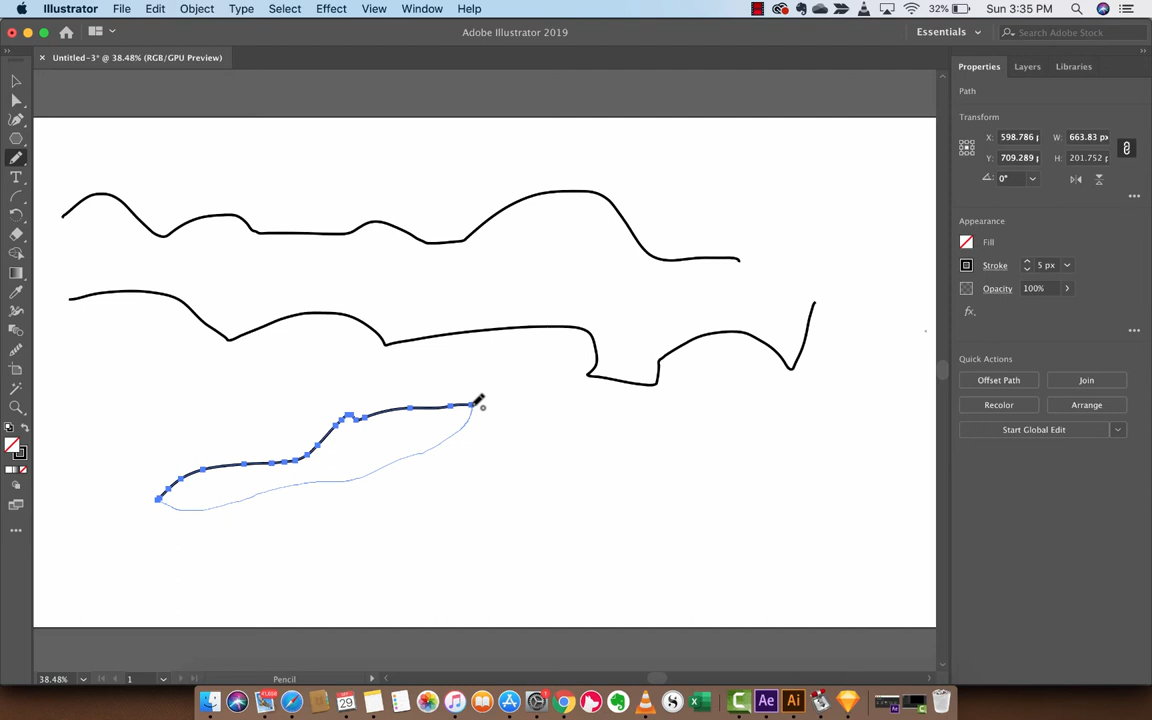 Illustrator File Edit Object Type Select Effect View Window Help 32% Sun 3:35 PM
Adobe Illustrator 2019 Essentials Search Adobe Stock
× Untitled-3* @ 38.48% (RGB/GPU Preview)
Properties Layers Libraries
Path
Transform
X: 598.786 W: 663.83 px
Y: 709.289 H: 201.752
0°
Appearance
Fill
Stroke 5 px
Opacity 100%
fx.
Quick Actions
Offset Path Join
Recolor Arrange
Start Global Edit
38.48% 1 Pencil
Ae Ai